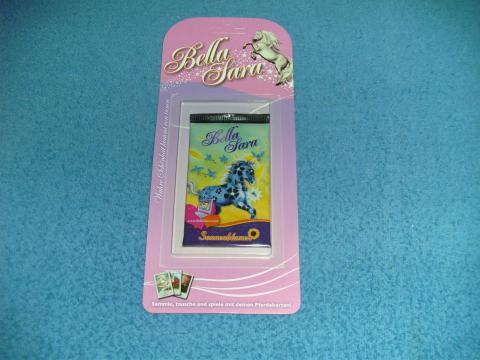 Bella
Sara
Bella
Sara
Sonnenblumen
Sammle, tausche und spiele mit deinen Pferdekarten!